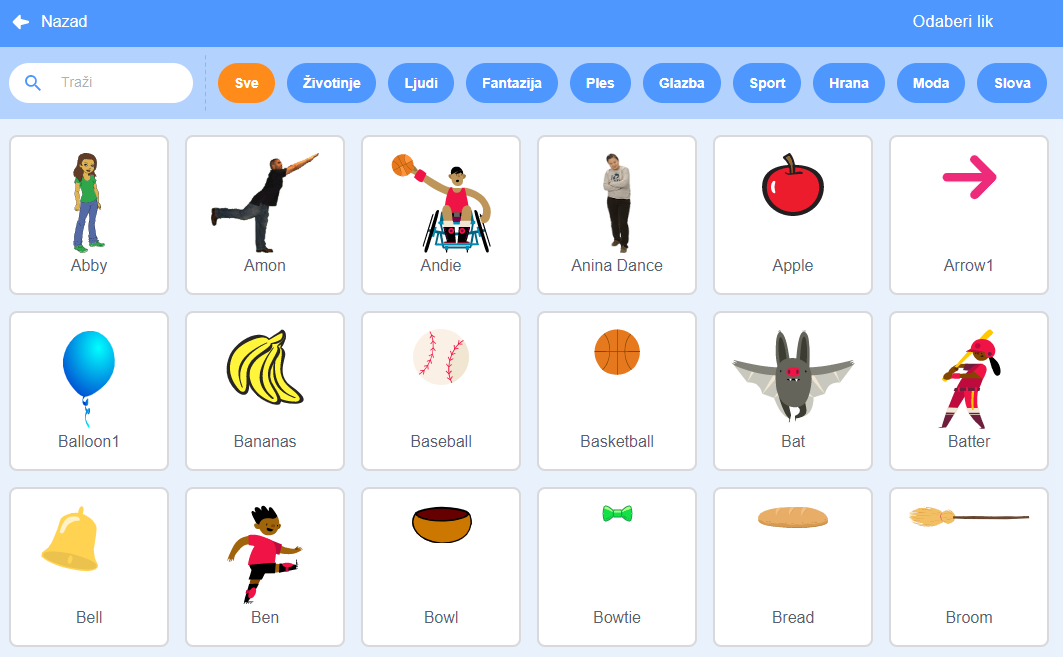 Nazad
Odaberi lik
Traži
Sve
Životinje
Ljudi
Fantazija
Ples
Glazba
Sport
Hrana
Moda
Slova
Abby
Amon
Andie
Anina Dance
Apple
Arrow1
Balloon1
Bananas
Baseball
Basketball
Bat
Batter
Bell
Ben
Bowl
Bowtie
Bread
Broom